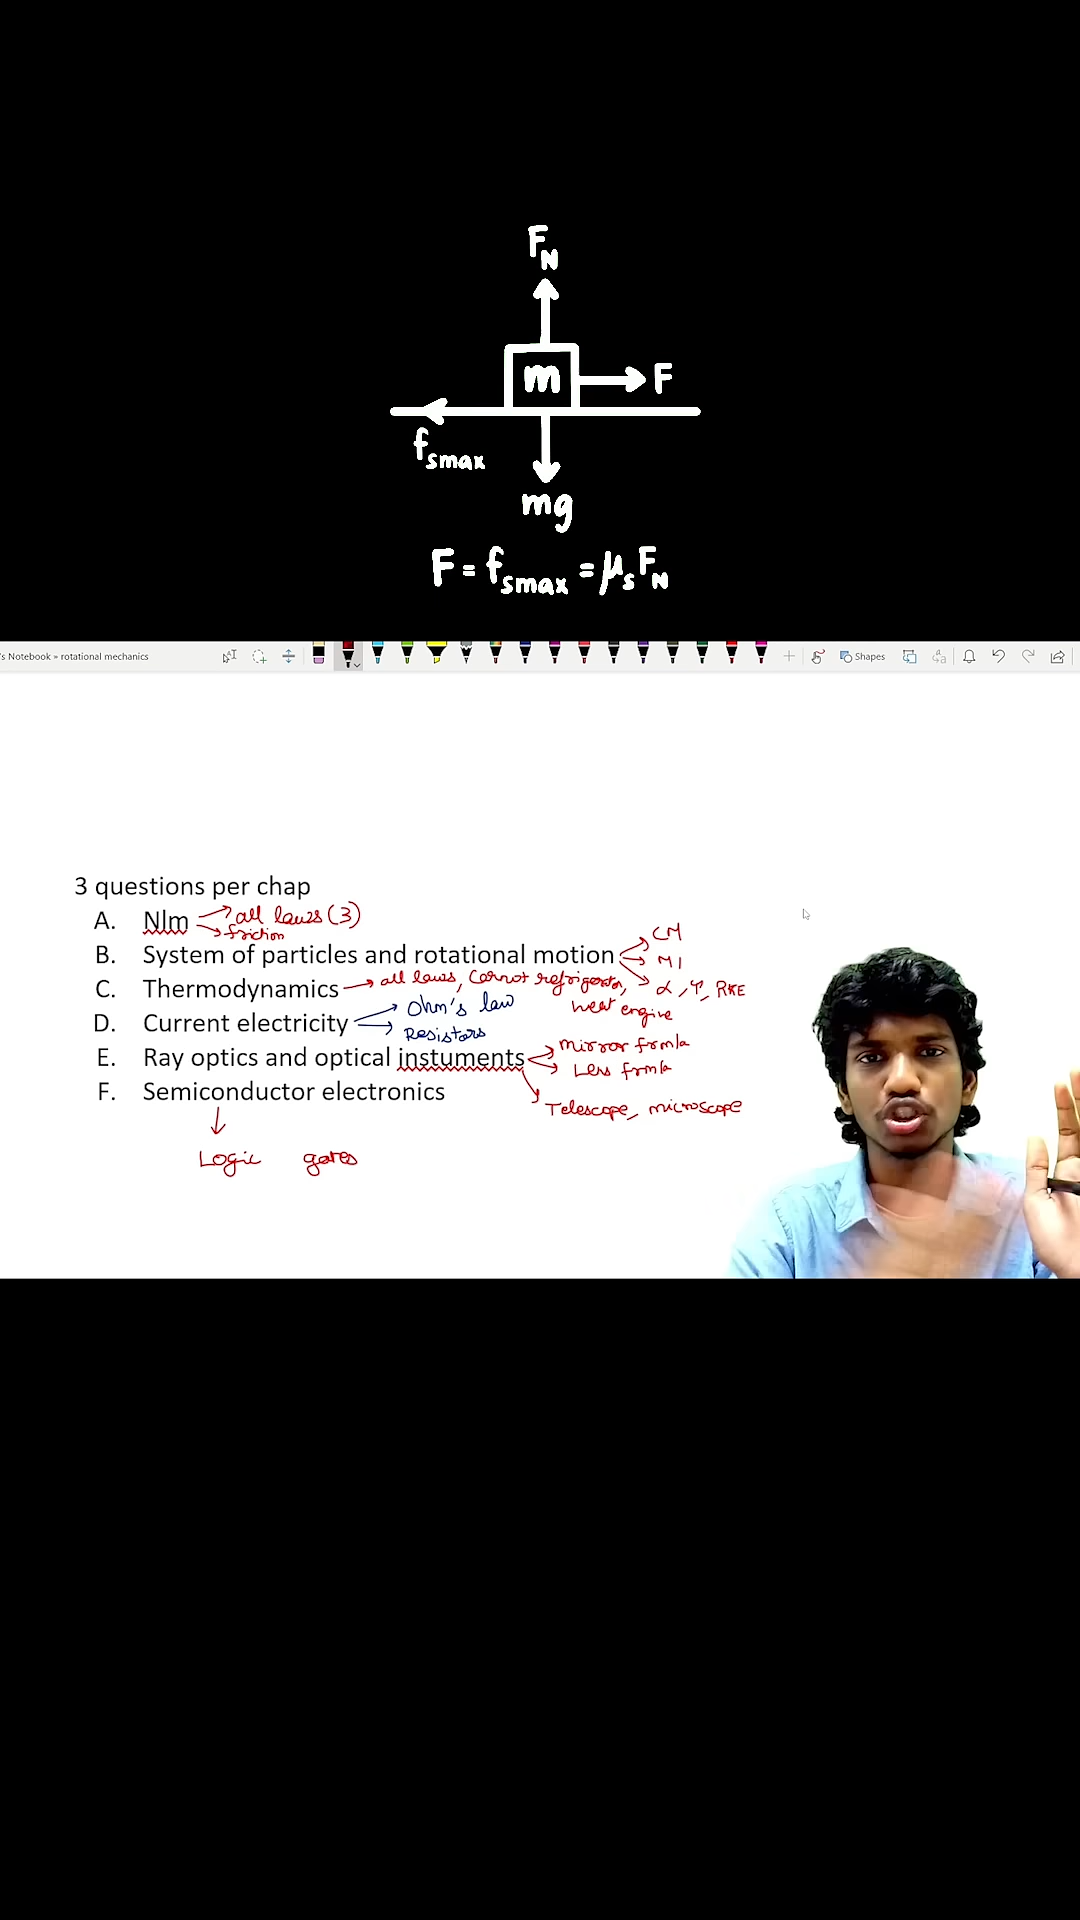 F_N
m
F
f_smax
mg
F = f_smax = μ_s F_N
's Notebook » rotational mechanics
Shapes
3 questions per chap
A. Nlm
all laws (3)
friction
B. System of particles and rotational motion
CM
MI
α, τ, RKE
C. Thermodynamics
all laws, Carnot refrigerator,
heat engine
D. Current electricity
Ohm's law
Resistors
E. Ray optics and optical instuments
mirror frmla
Lens frmla
Telescope, microscope
F. Semiconductor electronics
Logic gates